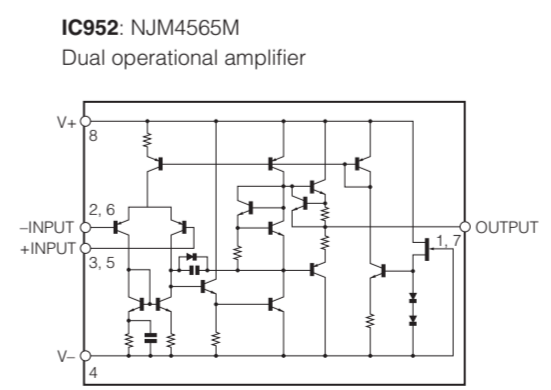 IC952: NJM4565M
Dual operational amplifier
V+
8
2, 6
–INPUT
+INPUT
3, 5
1, 7
OUTPUT
V–
4